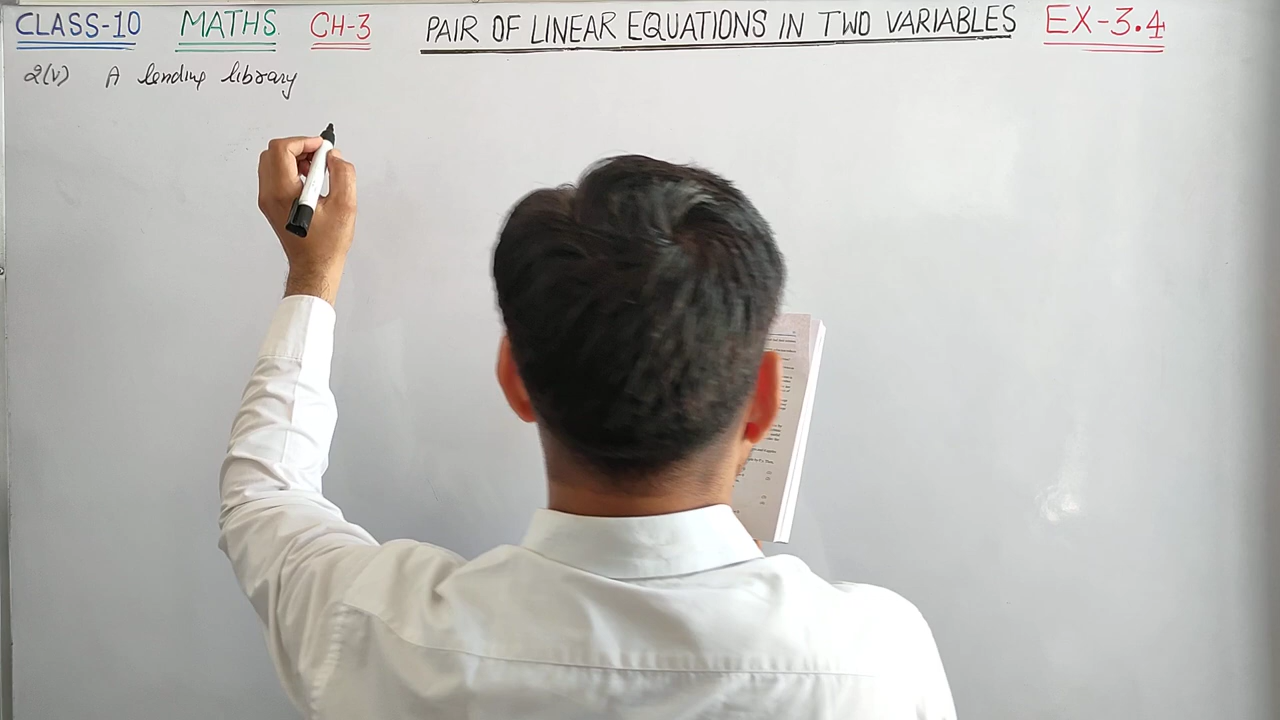 CLASS-10 MATHS CH-3 PAIR OF LINEAR EQUATIONS IN TWO VARIABLES EX-3.4
2(v) A lending library